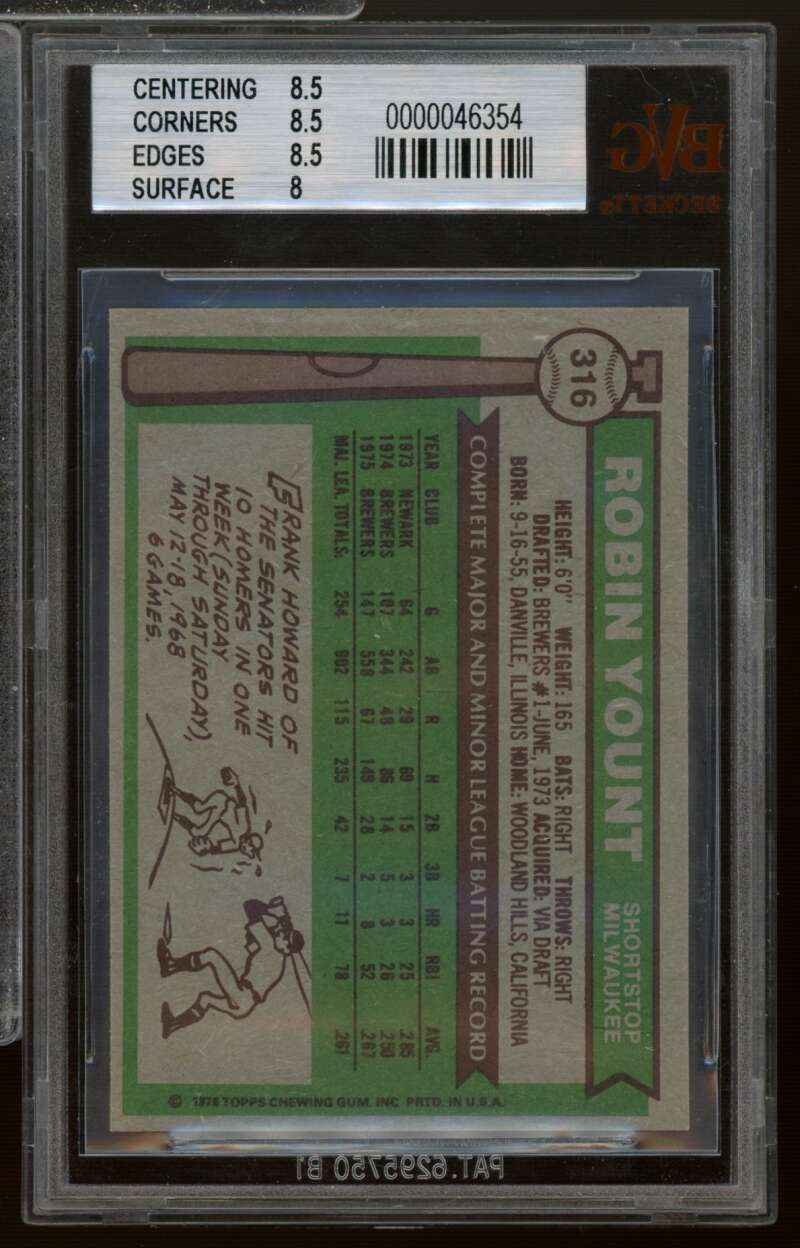 CENTERING 8.5
CORNERS 8.5
EDGES 8.5
SURFACE 8
0000046354
BVG
BECKETT
316
ROBIN YOUNT
SHORTSTOP
MILWAUKEE
HEIGHT: 6'0" WEIGHT: 165 BATS: RIGHT THROWS: RIGHT
DRAFTED: BREWERS #1-JUNE, 1973 ACQUIRED: VIA DRAFT
BORN: 9-16-55, DANVILLE, ILLINOIS HOME: WOODLAND HILLS, CALIFORNIA
COMPLETE MAJOR AND MINOR LEAGUE BATTING RECORD
YEAR CLUB G AB R H 2B 3B HR RBI AVG.
1973 NEWARK 64 242 29 69 15 3 3 25 .285
1974 BREWERS 107 344 48 86 14 5 3 26 .250
1975 BREWERS 147 558 67 149 28 2 8 52 .267
MAJ. LEA. TOTALS: 254 902 115 235 42 7 11 78 .261
FRANK HOWARD OF
THE SENATORS HIT
10 HOMERS IN ONE
WEEK (SUNDAY
THROUGH SATURDAY),
MAY 12-18, 1968
6 GAMES.
© 1976 TOPPS CHEWING GUM, INC PRTD. IN U.S.A.
PAT.6295750 B1